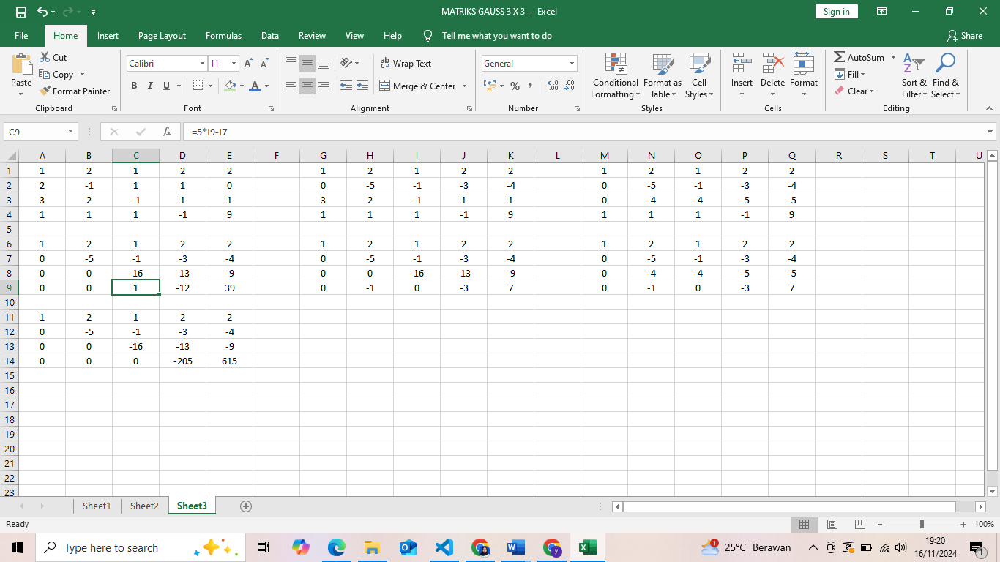 MATRIKS GAUSS 3 X 3 - Excel
Sign in
File Home Insert Page Layout Formulas Data Review View Help Tell me what you want to do Share
Paste Cut Copy Format Painter
Calibri 11
B I U
Wrap Text
Merge & Center
General
% ,
Conditional Formatting Format as Table Cell Styles
Insert Delete Format
AutoSum Fill Clear
Sort & Filter Find & Select
Clipboard Font Alignment Number Styles Cells Editing
C9 fx =5*I9-I7
A B C D E F G H I J K L M N O P Q R S T U
1 1 2 1 2 2 1 2 1 2 2 1 2 1 2 2
2 2 -1 1 1 0 0 -5 -1 -3 -4 0 -5 -1 -3 -4
3 3 2 -1 1 1 3 2 -1 1 1 0 -4 -4 -5 -5
4 1 1 1 -1 9 1 1 1 -1 9 1 1 1 -1 9
5
6 1 2 1 2 2 1 2 1 2 2 1 2 1 2 2
7 0 -5 -1 -3 -4 0 -5 -1 -3 -4 0 -5 -1 -3 -4
8 0 0 -16 -13 -9 0 0 -16 -13 -9 0 -4 -4 -5 -5
9 0 0 1 -12 39 0 -1 0 -3 7 0 -1 0 -3 7
10
11 1 2 1 2 2
12 0 -5 -1 -3 -4
13 0 0 -16 -13 -9
14 0 0 0 -205 615
15
16
17
18
19
20
21
22
23
Sheet1 Sheet2 Sheet3
Ready 100%
Type here to search
25°C Berawan
19:20
16/11/2024